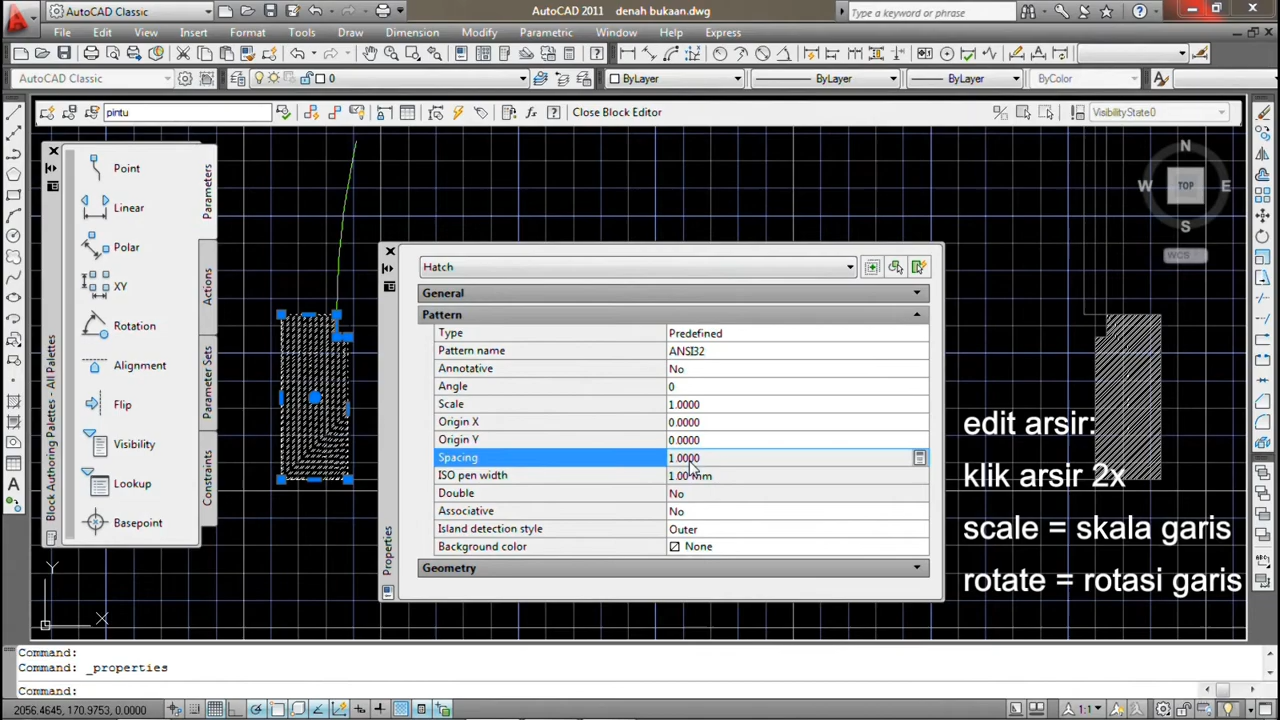 AutoCAD Classic
AutoCAD 2011 denah bukaan.dwg
Type a keyword or phrase
File Edit View Insert Format Tools Draw Dimension Modify Parametric Window Help Express
AutoCAD Classic
0
ByLayer
ByLayer
ByLayer
ByColor
pintu
Close Block Editor
VisibilityState0
Point
Linear
Polar
XY
Rotation
Alignment
Flip
Visibility
Lookup
Basepoint
Parameters
Actions
Parameter Sets
Constraints
Block Authoring Palettes - All Palettes
N
W TOP E
S
WCS
Hatch
General
Pattern
Type Predefined
Pattern name ANSI32
Annotative No
Angle 0
Scale 1.0000
Origin X 0.0000
Origin Y 0.0000
Spacing 1.0000
ISO pen width 1.00 mm
Double No
Associative No
Island detection style Outer
Background color None
Geometry
Properties
edit arsir:
klik arsir 2x
scale = skala garis
rotate = rotasi garis
Y
X
Command:
Command: _properties
Command:
2056.4645, 170.9753, 0.0000
1:1